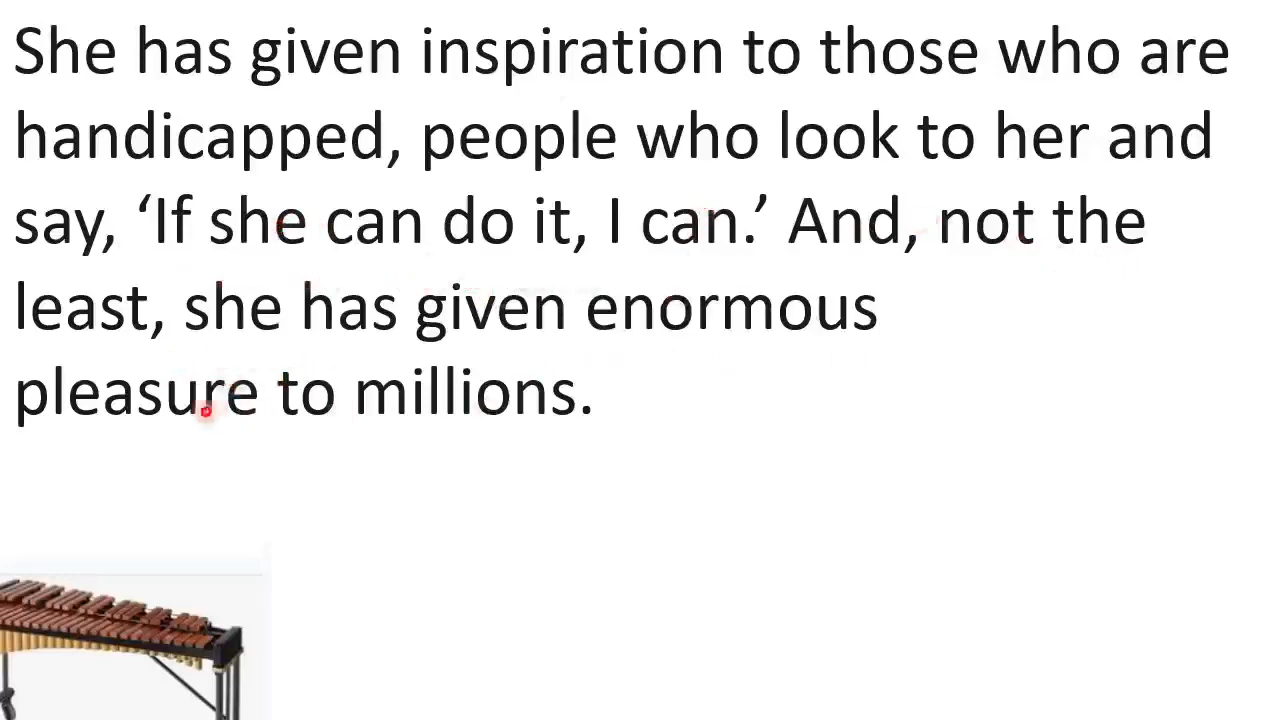 She has given inspiration to those who are
handicapped, people who look to her and
say, ‘If she can do it, I can.’ And, not the
least, she has given enormous
pleasure to millions.